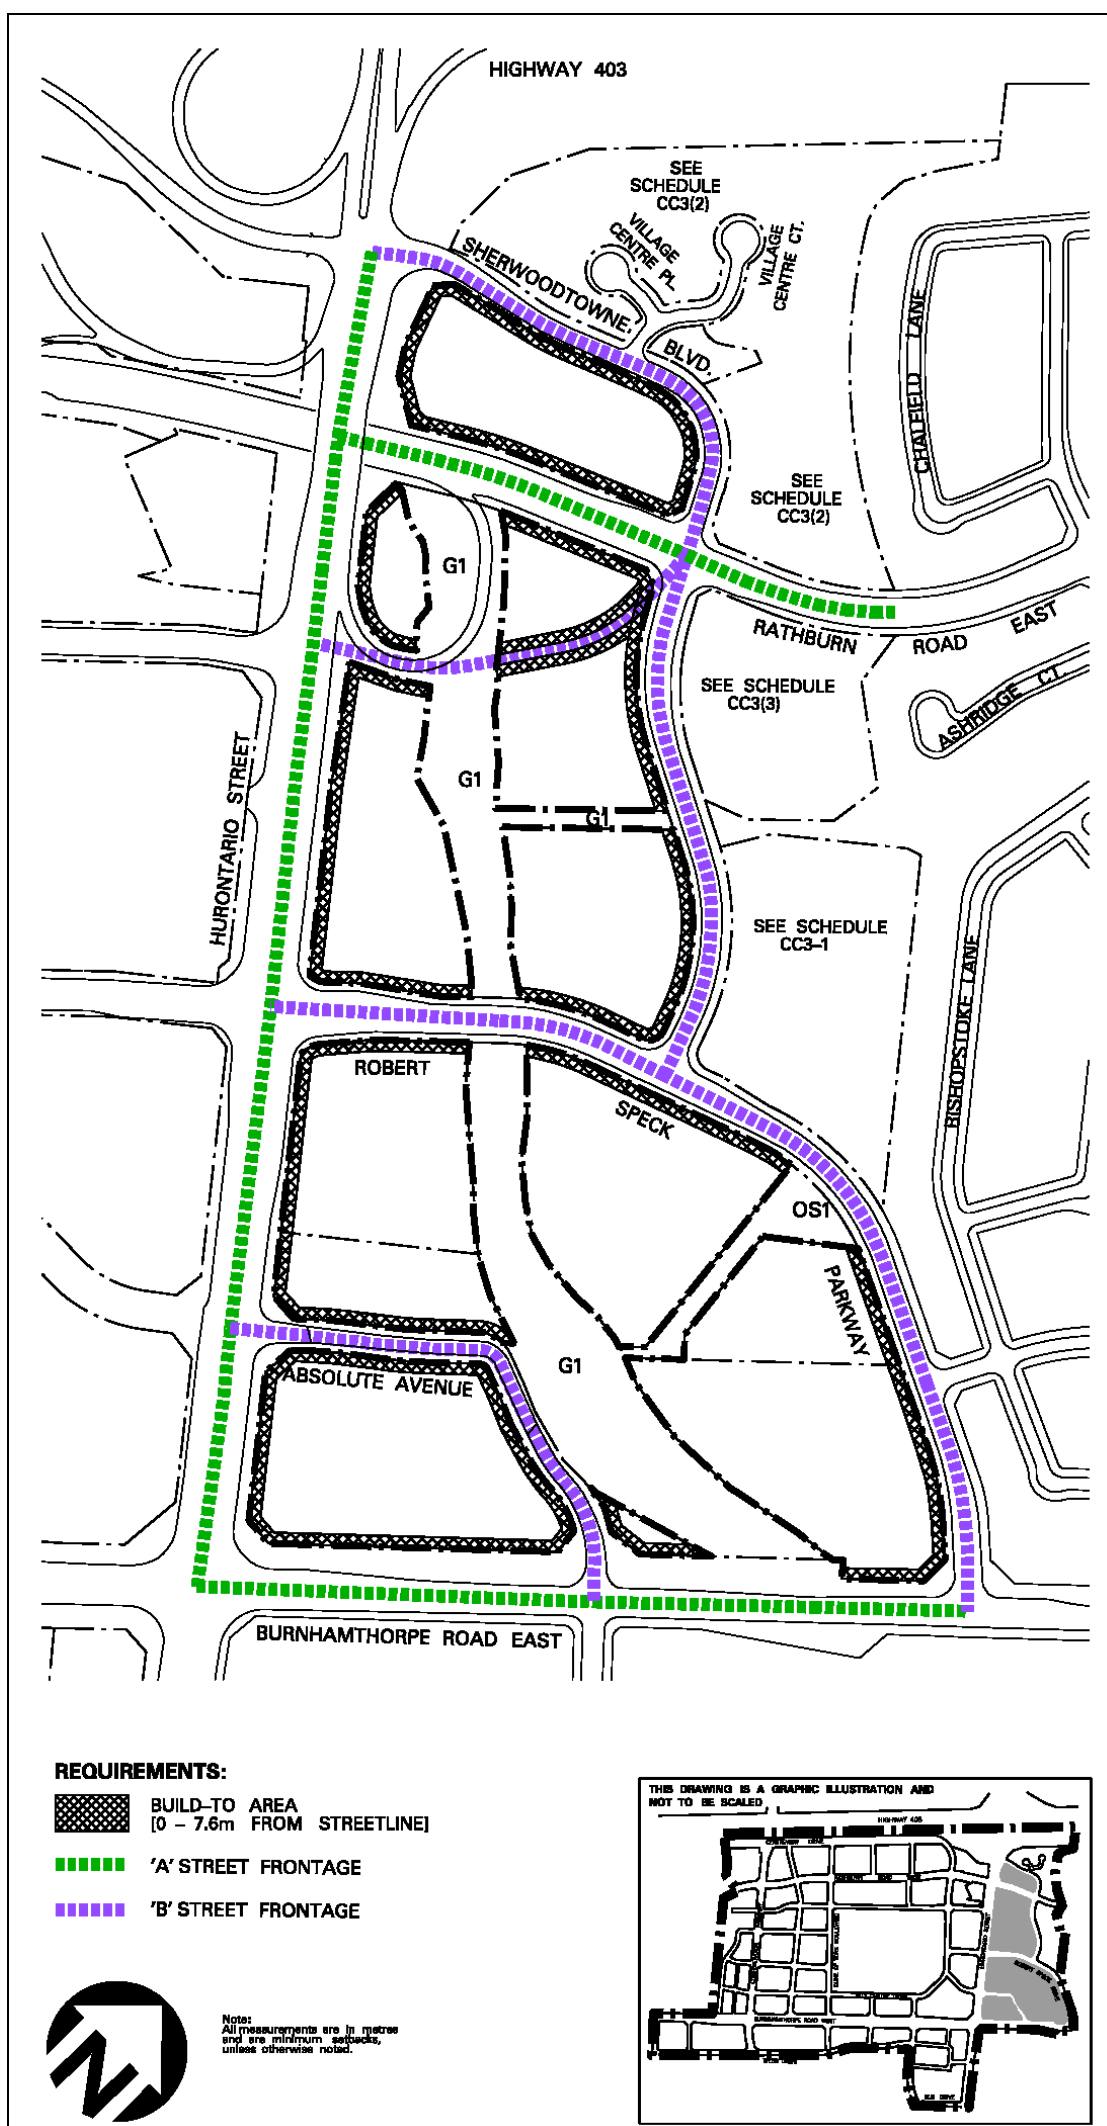 HIGHWAY 403
SEE
SCHEDULE
CC3(2)
VILLAGE
CENTRE PL.
VILLAGE
CENTRE CT.
SHERWOODTOWNE
BLVD.
CHALFIELD LANE
SEE
SCHEDULE
CC3(2)
G1
RATHBURN ROAD EAST
SEE SCHEDULE
CC3(3)
ASHRIDGE CT.
HURONTARIO STREET
G1
G1
SEE SCHEDULE
CC3-1
BISHOPSTOKE LANE
ROBERT
SPECK
OS1
PARKWAY
G1
ABSOLUTE AVENUE
BURNHAMTHORPE ROAD EAST
REQUIREMENTS:
BUILD-TO AREA
[0 - 7.6m FROM STREETLINE]
'A' STREET FRONTAGE
'B' STREET FRONTAGE
N
Note:
All measurements are in metres
and are minimum setbacks,
unless otherwise noted.
THIS DRAWING IS A GRAPHIC ILLUSTRATION AND
NOT TO BE SCALED
HIGHWAY 403
BURNHAMTHORPE ROAD WEST